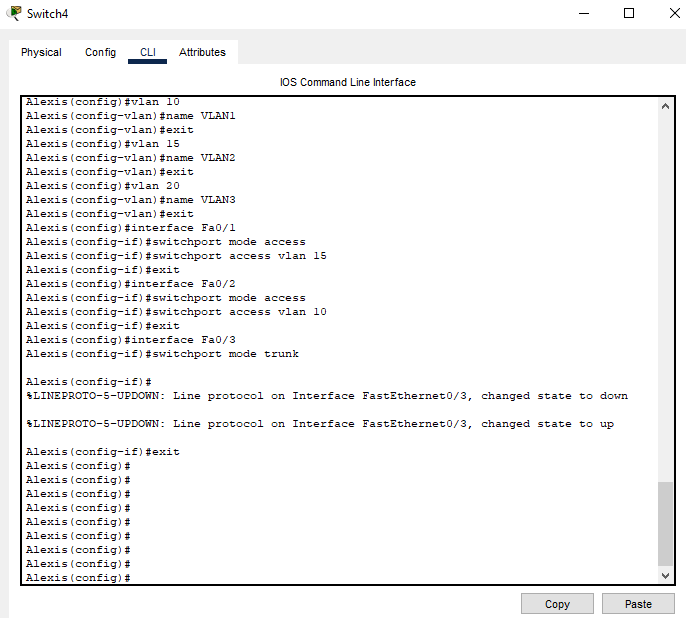 Switch4
Physical Config CLI Attributes
IOS Command Line Interface
Alexis(config)#vlan 10
Alexis(config-vlan)#name VLAN1
Alexis(config-vlan)#exit
Alexis(config)#vlan 15
Alexis(config-vlan)#name VLAN2
Alexis(config-vlan)#exit
Alexis(config)#vlan 20
Alexis(config-vlan)#name VLAN3
Alexis(config-vlan)#exit
Alexis(config)#interface Fa0/1
Alexis(config-if)#switchport mode access
Alexis(config-if)#switchport access vlan 15
Alexis(config-if)#exit
Alexis(config)#interface Fa0/2
Alexis(config-if)#switchport mode access
Alexis(config-if)#switchport access vlan 10
Alexis(config-if)#exit
Alexis(config)#interface Fa0/3
Alexis(config-if)#switchport mode trunk
Alexis(config-if)#
%LINEPROTO-5-UPDOWN: Line protocol on Interface FastEthernet0/3, changed state to down
%LINEPROTO-5-UPDOWN: Line protocol on Interface FastEthernet0/3, changed state to up
Alexis(config-if)#exit
Alexis(config)#
Alexis(config)#
Alexis(config)#
Alexis(config)#
Alexis(config)#
Alexis(config)#
Alexis(config)#
Alexis(config)#
Alexis(config)#
Copy Paste